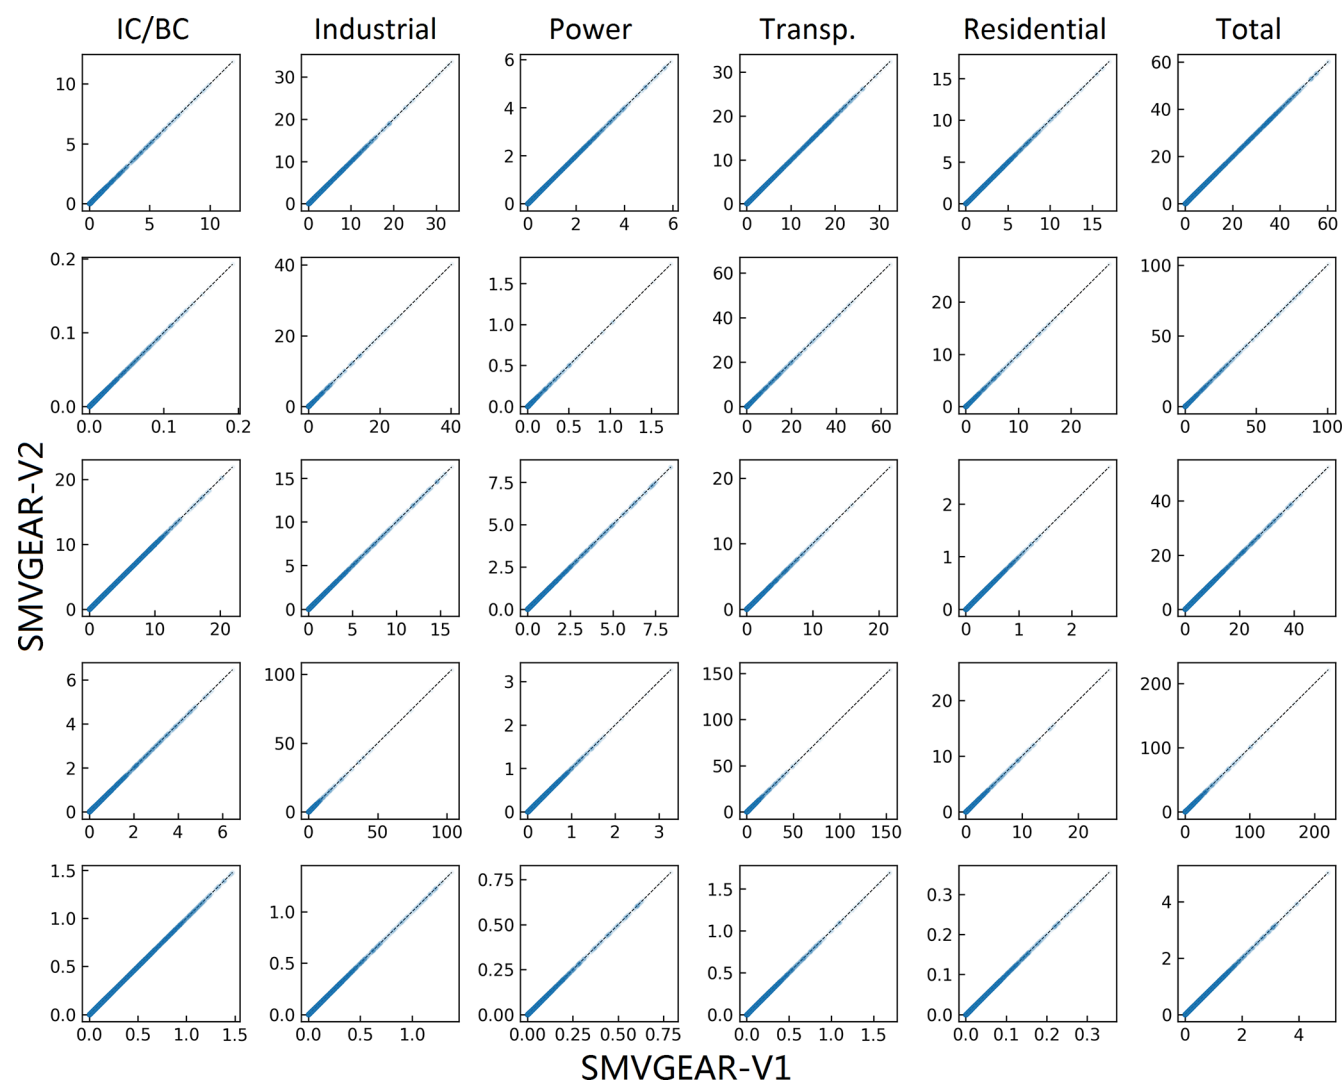 IC/BC Industrial Power Transp. Residential Total
10 30 6 30 15 60
5 20 4 20 10 40
10 2 10 5 20
0 0 0 0 0 0
0 5 10 0 10 20 30 0 2 4 6 0 10 20 30 0 5 10 15 0 20 40 60
0.2 40 1.5 60 20 100
0.1 20 1.0 40 10 50
0.5 20
0.0 0 0.0 0 0 0
0.0 0.1 0.2 0 20 40 0.0 0.5 1.0 1.5 0 20 40 60 0 10 20 0 50 100
SMVGEAR-V2
20 15 7.5 20 2 40
10 10 5.0 10 1 20
5 2.5
0 0 0.0 0 0 0
0 10 20 0 5 10 15 0.0 2.5 5.0 7.5 0 10 20 0 1 2 0 20 40
6 100 3 150 20 200
4 50 2 100 10 100
2 1 50
0 0 0 0 0 0
0 2 4 6 0 50 100 0 1 2 3 0 50 100 150 0 10 20 0 100 200
1.5 1.0 0.75 1.5 0.3 4
1.0 0.5 0.50 1.0 0.2 2
0.5 0.25 0.5 0.1
0.0 0.0 0.00 0.0 0.0 0
0.0 0.5 1.0 1.5 0.0 0.5 1.0 0.00 0.25 0.50 0.75 0.0 0.5 1.0 1.5 0.0 0.1 0.2 0.3 0 2 4
SMVGEAR-V1